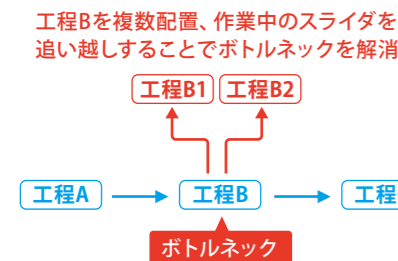 工程Bを複数配置、作業中のスライダを
追い越しすることでボトルネックを解消
工程B1 工程B2
工程A 工程B 工程
ボトルネック